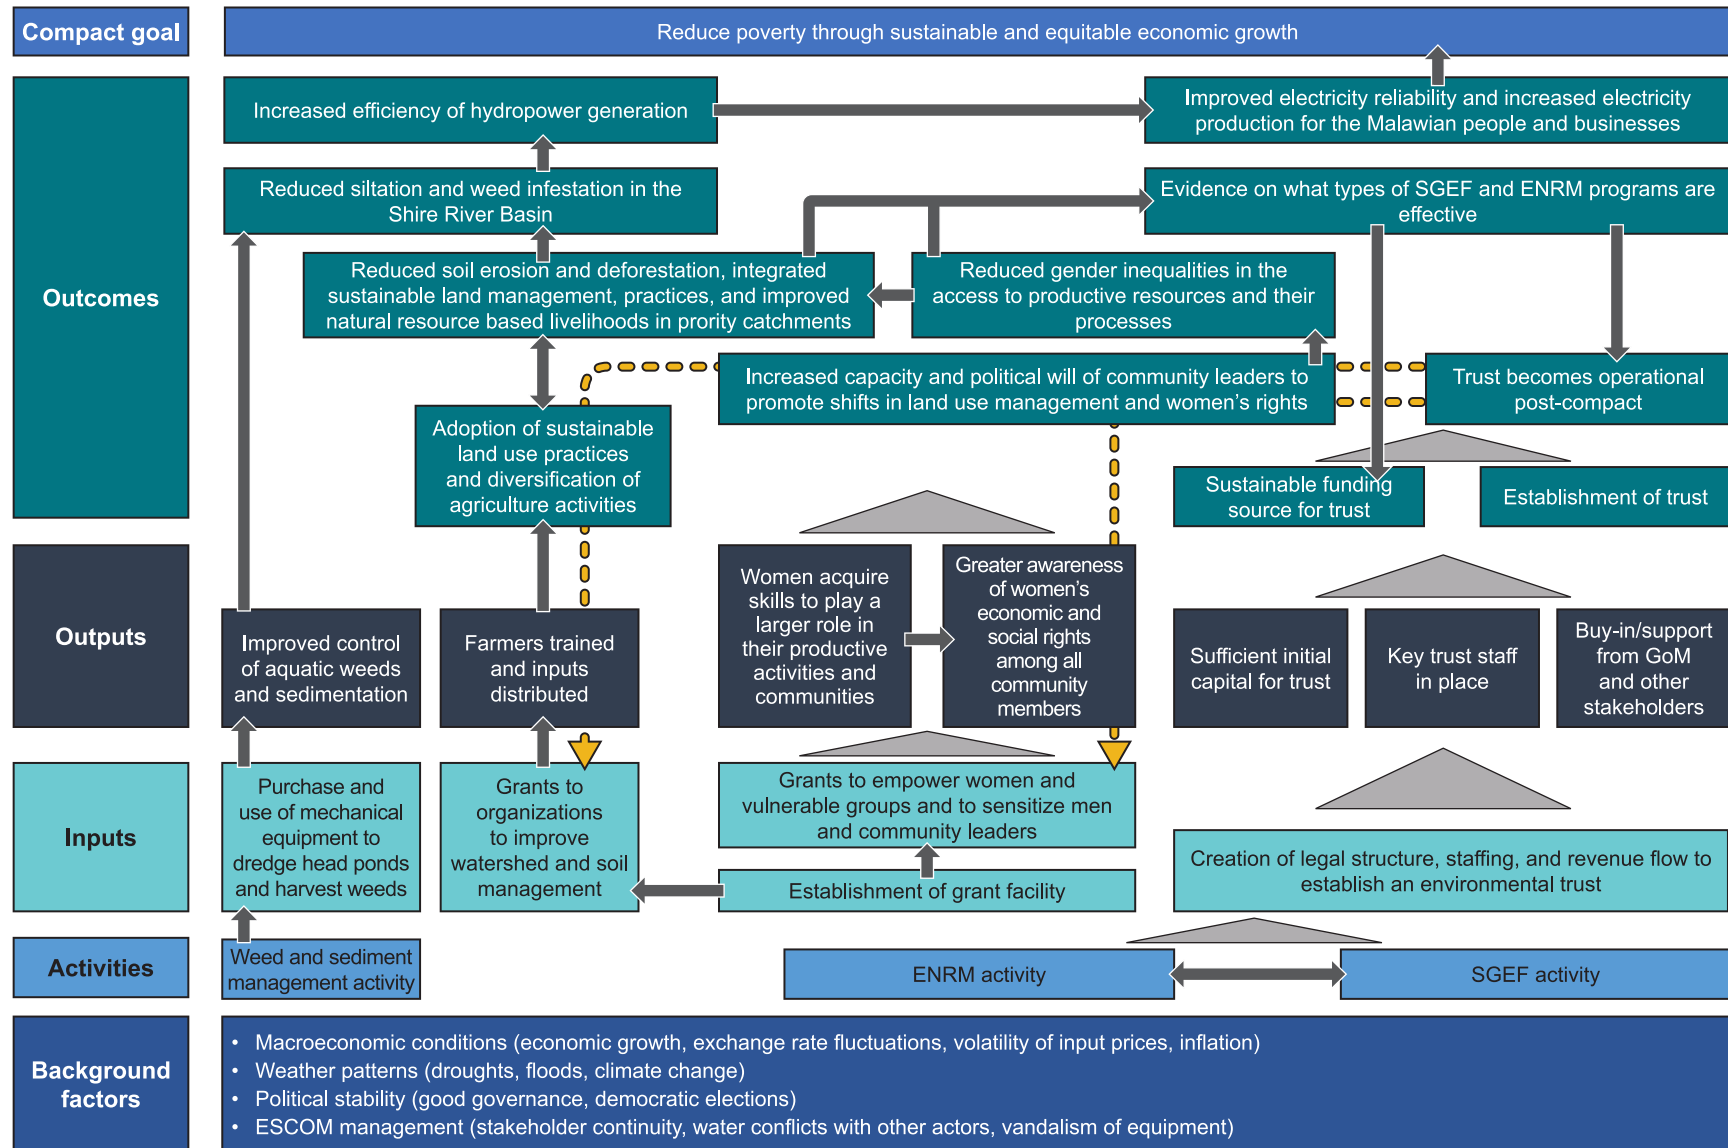 Compact goal
Reduce poverty through sustainable and equitable economic growth
Outcomes
Increased efficiency of hydropower generation
Improved electricity reliability and increased electricity
production for the Malawian people and businesses
Reduced siltation and weed infestation in the
Shire River Basin
Evidence on what types of SGEF and ENRM programs are
effective
Reduced soil erosion and deforestation, integrated
sustainable land management, practices, and improved
natural resource based livelihoods in prority catchments
Reduced gender inequalities in the
access to productive resources and their
processes
Increased capacity and political will of community leaders to
promote shifts in land use management and women's rights
Trust becomes operational
post-compact
Adoption of sustainable
land use practices
and diversification of
agriculture activities
Sustainable funding
source for trust
Establishment of trust
Outputs
Improved control
of aquatic weeds
and sedimentation
Farmers trained
and inputs
distributed
Women acquire
skills to play a
larger role in
their productive
activities and
communities
Greater awareness
of women's
economic and
social rights
among all
community
members
Sufficient initial
capital for trust
Key trust staff
in place
Buy-in/support
from GoM
and other
stakeholders
Inputs
Purchase and
use of mechanical
equipment to
dredge head ponds
and harvest weeds
Grants to
organizations
to improve
watershed and soil
management
Grants to empower women and
vulnerable groups and to sensitize men
and community leaders
Establishment of grant facility
Creation of legal structure, staffing, and revenue flow to
establish an environmental trust
Activities
Weed and sediment
management activity
ENRM activity
SGEF activity
Background
factors
• Macroeconomic conditions (economic growth, exchange rate fluctuations, volatility of input prices, inflation)
• Weather patterns (droughts, floods, climate change)
• Political stability (good governance, democratic elections)
• ESCOM management (stakeholder continuity, water conflicts with other actors, vandalism of equipment)